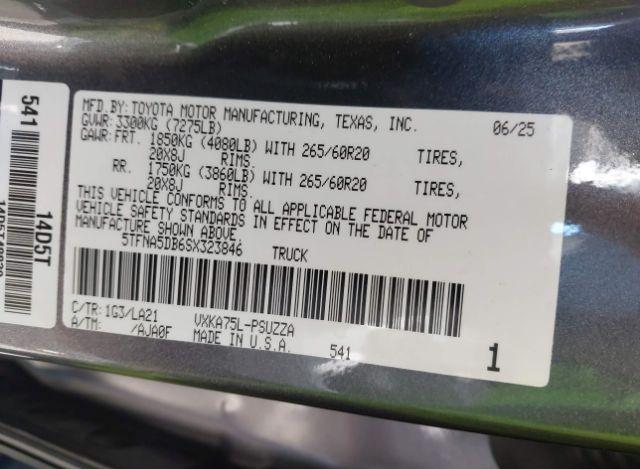 MFD.BY: TOYOTA MOTOR MANUFACTURING, TEXAS, INC. 06/25
GVWR: 3300KG (7275LB)
GAWR: FRT. 1850KG (4080LB) WITH 265/60R20 TIRES,
20X8J RIMS
RR. 1750KG (3860LB) WITH 265/60R20 TIRES,
20X8J RIMS
THIS VEHICLE CONFORMS TO ALL APPLICABLE FEDERAL MOTOR
VEHICLE SAFETY STANDARDS IN EFFECT ON THE DATE OF
MANUFACTURE SHOWN ABOVE
5TFNA5DB6SX323846 TRUCK
C/TR: 1G3/LA21 VXKA75L-PSUZZA
A/TM: /AJA0F MADE IN U.S.A. 541 1
541 14D5T